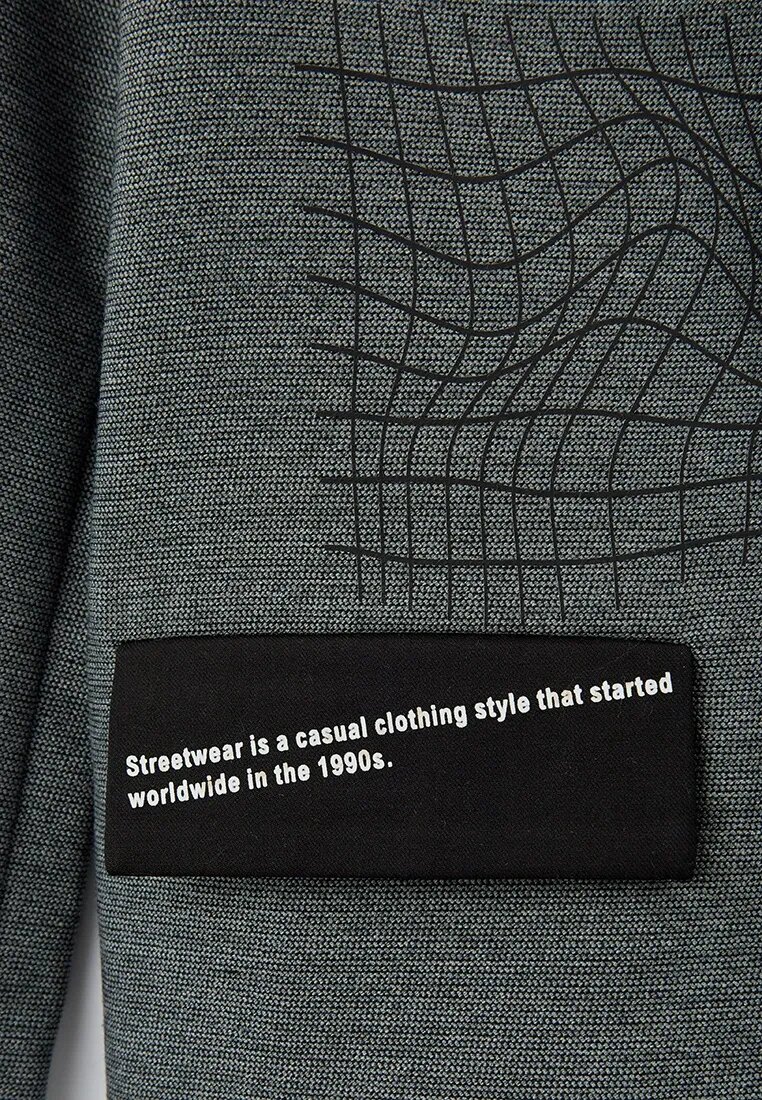 Streetwear is a casual clothing style that started
worldwide in the 1990s.